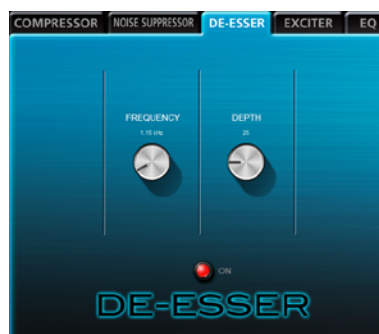 COMPRESSOR NOISE SUPPRESSOR DE-ESSER EXCITER EQ
FREQUENCY DEPTH
1.15 kHz 25
ON
DE-ESSER